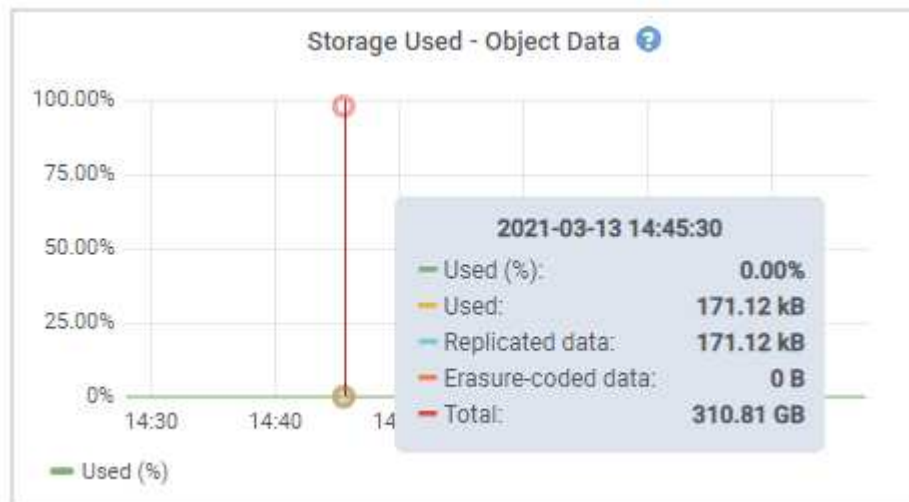 Storage Used - Object Data ?
100.00%
75.00%
50.00%
25.00%
0%
14:30
14:40
2021-03-13 14:45:30
Used (%): 0.00%
Used: 171.12 kB
Replicated data: 171.12 kB
Erasure-coded data: 0 B
Total: 310.81 GB
Used (%)